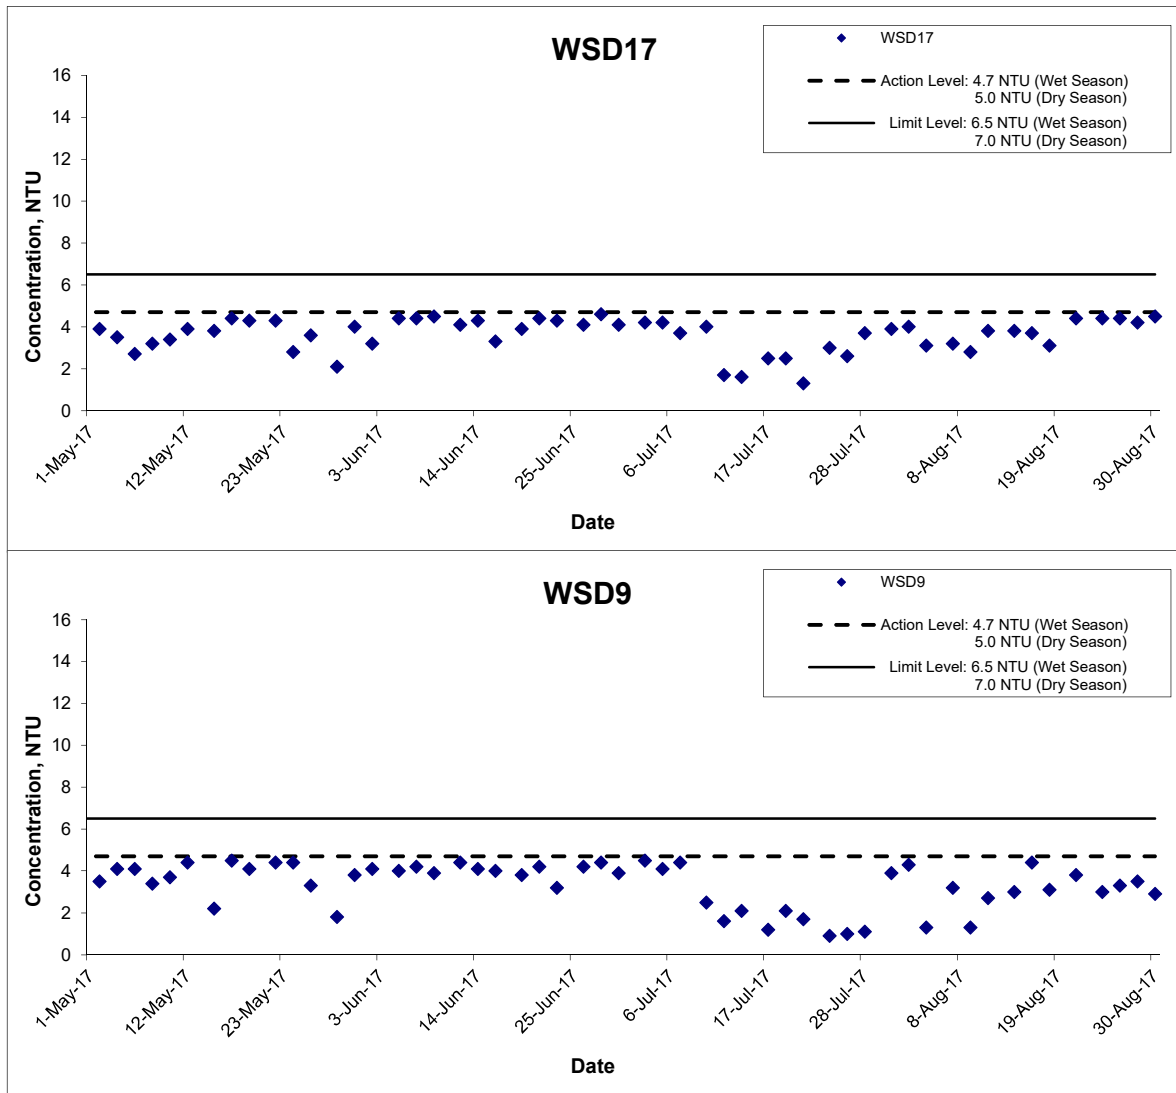 WSD17
WSD17
Action Level: 4.7 NTU (Wet Season)
5.0 NTU (Dry Season)
Limit Level: 6.5 NTU (Wet Season)
7.0 NTU (Dry Season)
Concentration, NTU
16
14
12
10
8
6
4
2
0
1-May-17
12-May-17
23-May-17
3-Jun-17
14-Jun-17
25-Jun-17
6-Jul-17
17-Jul-17
28-Jul-17
8-Aug-17
19-Aug-17
30-Aug-17
Date
WSD9
WSD9
Action Level: 4.7 NTU (Wet Season)
5.0 NTU (Dry Season)
Limit Level: 6.5 NTU (Wet Season)
7.0 NTU (Dry Season)
Concentration, NTU
16
14
12
10
8
6
4
2
0
1-May-17
12-May-17
23-May-17
3-Jun-17
14-Jun-17
25-Jun-17
6-Jul-17
17-Jul-17
28-Jul-17
8-Aug-17
19-Aug-17
30-Aug-17
Date